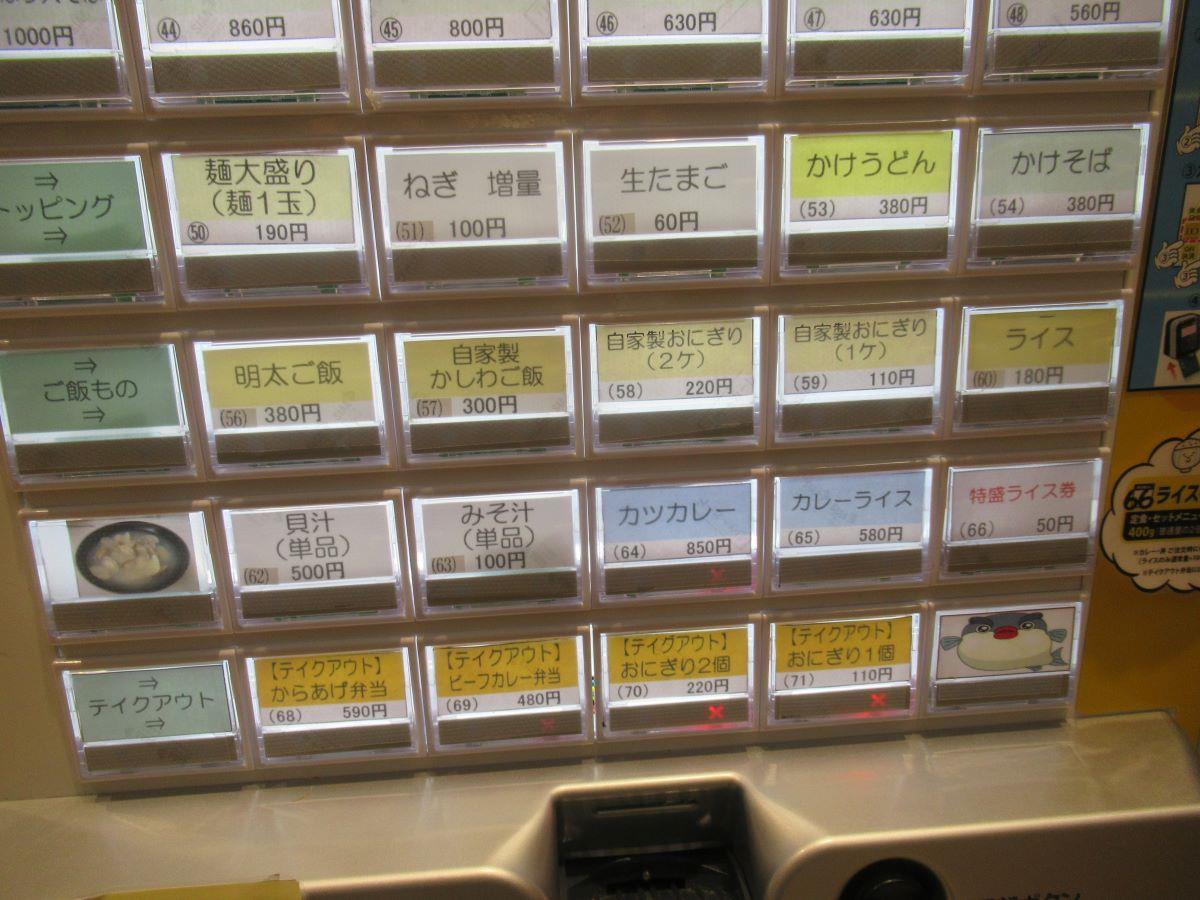 1000円
㊹ 860円
㊺ 800円
㊻ 630円
㊼ 630円
㊽ 560円
⇒
トッピング
⇒
麺大盛り
(麺1玉)
㊿ 190円
ねぎ 増量
(51) 100円
生たまご
(52) 60円
かけうどん
(53) 380円
かけそば
(54) 380円
⇒
ご飯もの
⇒
明太ご飯
(56) 380円
自家製
かしわご飯
(57) 300円
自家製おにぎり
(2ケ)
(58) 220円
自家製おにぎり
(1ケ)
(59) 110円
ライス
(60) 180円
貝汁
(単品)
(62) 500円
みそ汁
(単品)
(63) 100円
カツカレー
(64) 850円
カレーライス
(65) 580円
特盛ライス券
(66) 50円
⇒
テイクアウト
⇒
【テイクアウト】
からあげ弁当
(68) 590円
【テイクアウト】
ビーフカレー弁当
(69) 480円
【テイクアウト】
おにぎり2個
(70) 220円
【テイクアウト】
おにぎり1個
(71) 110円
66ライス
定食・セットメニュ
400g